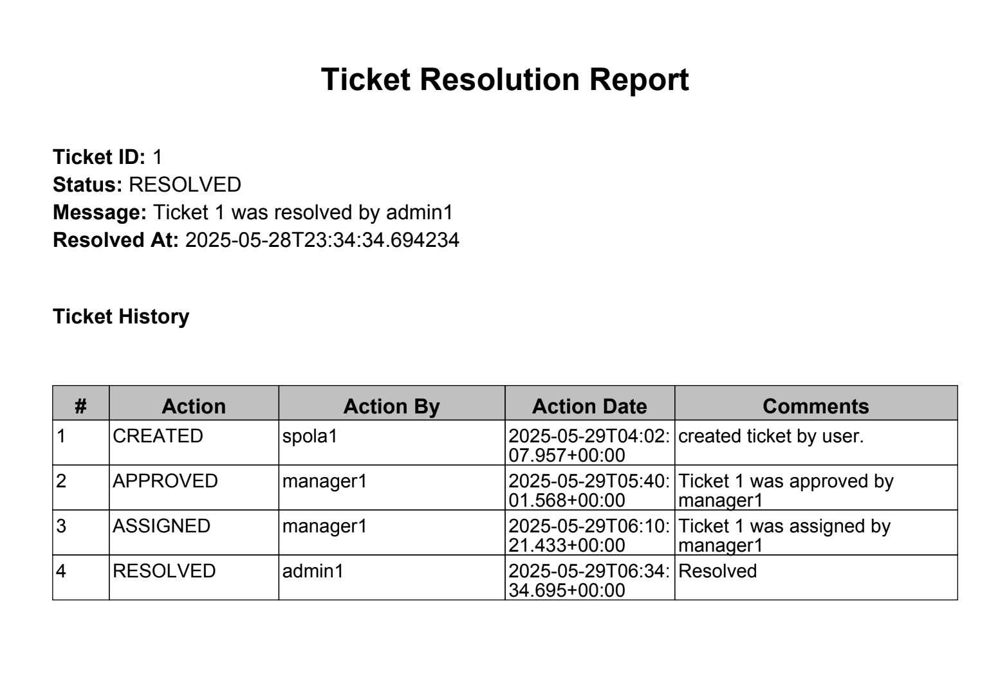 Ticket Resolution Report
Ticket ID: 1
Status: RESOLVED
Message: Ticket 1 was resolved by admin1
Resolved At: 2025-05-28T23:34:34.694234
Ticket History
# Action Action By Action Date Comments
1 CREATED spola1 2025-05-29T04:02: created ticket by user.
07.957+00:00
2 APPROVED manager1 2025-05-29T05:40: Ticket 1 was approved by
01.568+00:00 manager1
3 ASSIGNED manager1 2025-05-29T06:10: Ticket 1 was assigned by
21.433+00:00 manager1
4 RESOLVED admin1 2025-05-29T06:34: Resolved
34.695+00:00